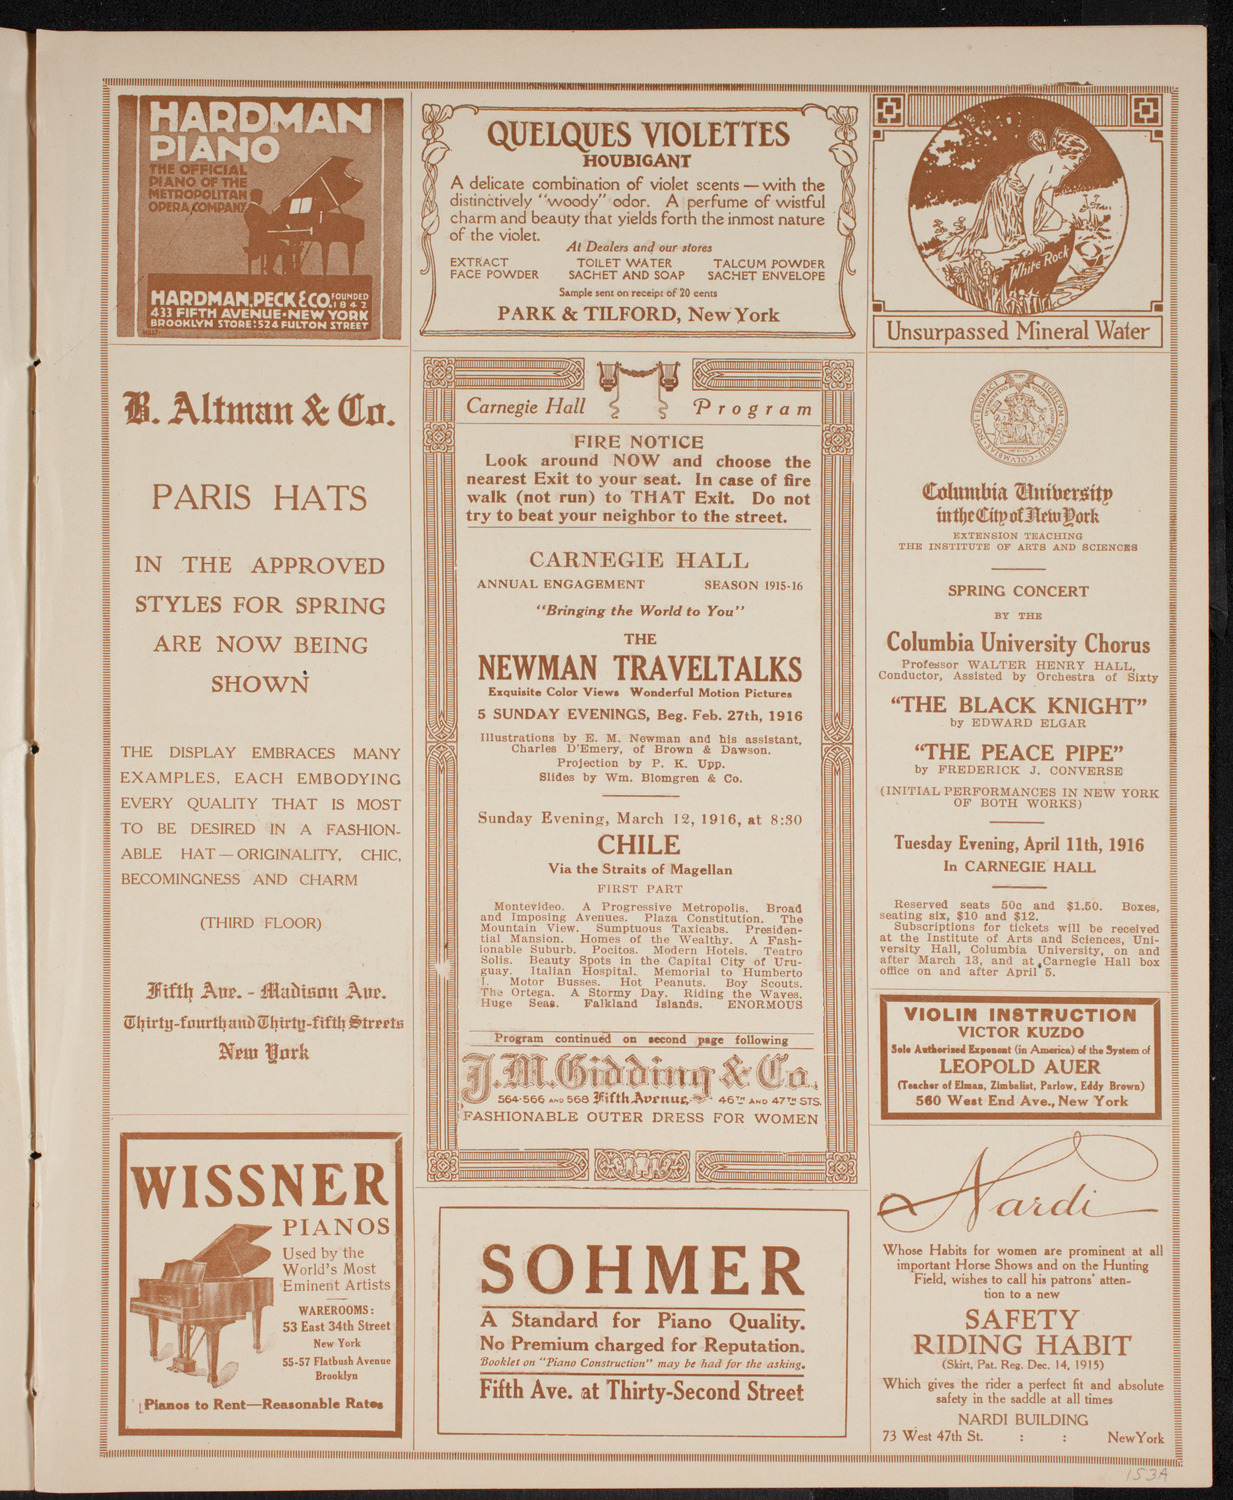 HARDMAN
PIANO
THE OFFICIAL
PIANO OF THE
METROPOLITAN
OPERA COMPANY
HARDMAN, PECK & CO. FOUNDED 1842
433 FIFTH AVENUE · NEW YORK
BROOKLYN STORE: 524 FULTON STREET
B. Altman & Co.
PARIS HATS
IN THE APPROVED
STYLES FOR SPRING
ARE NOW BEING
SHOWN
THE DISPLAY EMBRACES MANY
EXAMPLES, EACH EMBODYING
EVERY QUALITY THAT IS MOST
TO BE DESIRED IN A FASHION-
ABLE HAT—ORIGINALITY, CHIC,
BECOMINGNESS AND CHARM
(THIRD FLOOR)
Fifth Ave. - Madison Ave.
Thirty-fourth and Thirty-fifth Streets
New York
WISSNER
PIANOS
Used by the
World's Most
Eminent Artists
WAREROOMS:
53 East 34th Street
New York
55-57 Flatbush Avenue
Brooklyn
Pianos to Rent—Reasonable Rates
QUELQUES VIOLETTES
HOUBIGANT
A delicate combination of violet scents—with the
distinctively "woody" odor. A perfume of wistful
charm and beauty that yields forth the inmost nature
of the violet.
At Dealers and our stores
EXTRACT TOILET WATER TALCUM POWDER
FACE POWDER SACHET AND SOAP SACHET ENVELOPE
Sample sent on receipt of 20 cents
PARK & TILFORD, New York
Carnegie Hall Program
FIRE NOTICE
Look around NOW and choose the
nearest Exit to your seat. In case of fire
walk (not run) to THAT Exit. Do not
try to beat your neighbor to the street.
CARNEGIE HALL
ANNUAL ENGAGEMENT SEASON 1915-16
"Bringing the World to You"
THE
NEWMAN TRAVELTALKS
Exquisite Color Views Wonderful Motion Pictures
5 SUNDAY EVENINGS, Beg. Feb. 27th, 1916
Illustrations by E. M. Newman and his assistant,
Charles D'Emery, of Brown & Dawson.
Projection by P. K. Upp.
Slides by Wm. Blomgren & Co.
Sunday Evening, March 12, 1916, at 8:30
CHILE
Via the Straits of Magellan
FIRST PART
Montevideo. A Progressive Metropolis. Broad
and Imposing Avenues. Plaza Constitution. The
Mountain View. Sumptuous Taxicabs. Presiden-
tial Mansion. Homes of the Wealthy. A Fash-
ionable Suburb. Pocitos. Modern Hotels. Teatro
Solis. Beauty Spots in the Capital City of Uru-
guay. Italian Hospital. Memorial to Humberto
I. Motor Busses. Hot Peanuts. Boy Scouts.
The Ortega. A Stormy Day. Riding the Waves.
Huge Seas. Falkland Islands. ENORMOUS
Program continued on second page following
J. M. Gidding & Co.
564-566 AND 568 Fifth Avenue 46TH AND 47TH STS.
FASHIONABLE OUTER DRESS FOR WOMEN
SOHMER
A Standard for Piano Quality.
No Premium charged for Reputation.
Booklet on "Piano Construction" may be had for the asking.
Fifth Ave. at Thirty-Second Street
White Rock
Unsurpassed Mineral Water
Columbia University
in the City of New York
EXTENSION TEACHING
THE INSTITUTE OF ARTS AND SCIENCES
SPRING CONCERT
BY THE
Columbia University Chorus
Professor WALTER HENRY HALL,
Conductor, Assisted by Orchestra of Sixty
"THE BLACK KNIGHT"
by EDWARD ELGAR
"THE PEACE PIPE"
by FREDERICK J. CONVERSE
(INITIAL PERFORMANCES IN NEW YORK
OF BOTH WORKS)
Tuesday Evening, April 11th, 1916
In CARNEGIE HALL
Reserved seats 50c and $1.50. Boxes,
seating six, $10 and $12.
Subscriptions for tickets will be received
at the Institute of Arts and Sciences, Uni-
versity Hall, Columbia University, on and
after March 13, and at Carnegie Hall box
office on and after April 5.
VIOLIN INSTRUCTION
VICTOR KUZDO
Sole Authorized Exponent (in America) of the System of
LEOPOLD AUER
(Teacher of Elman, Zimbalist, Parlow, Eddy Brown)
560 West End Ave., New York
Nardi
Whose Habits for women are prominent at all
important Horse Shows and on the Hunting
Field, wishes to call his patrons' atten-
tion to a new
SAFETY
RIDING HABIT
(Skirt, Pat. Reg. Dec. 14, 1915)
Which gives the rider a perfect fit and absolute
safety in the saddle at all times
NARDI BUILDING
73 West 47th St. : : New York
153A